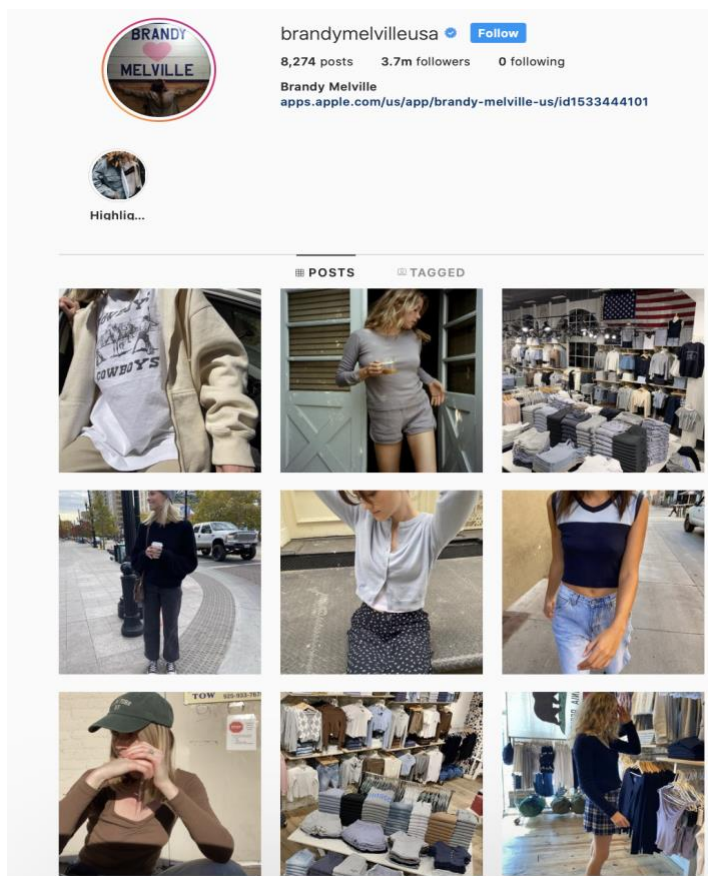 BRANDY
MELVILLE
brandymelvilleusa
Follow
8,274 posts 3.7m followers 0 following
Brandy Melville
apps.apple.com/us/app/brandy-melville-us/id1533444101
Highlig...
POSTS TAGGED
COWBOYS
TOW